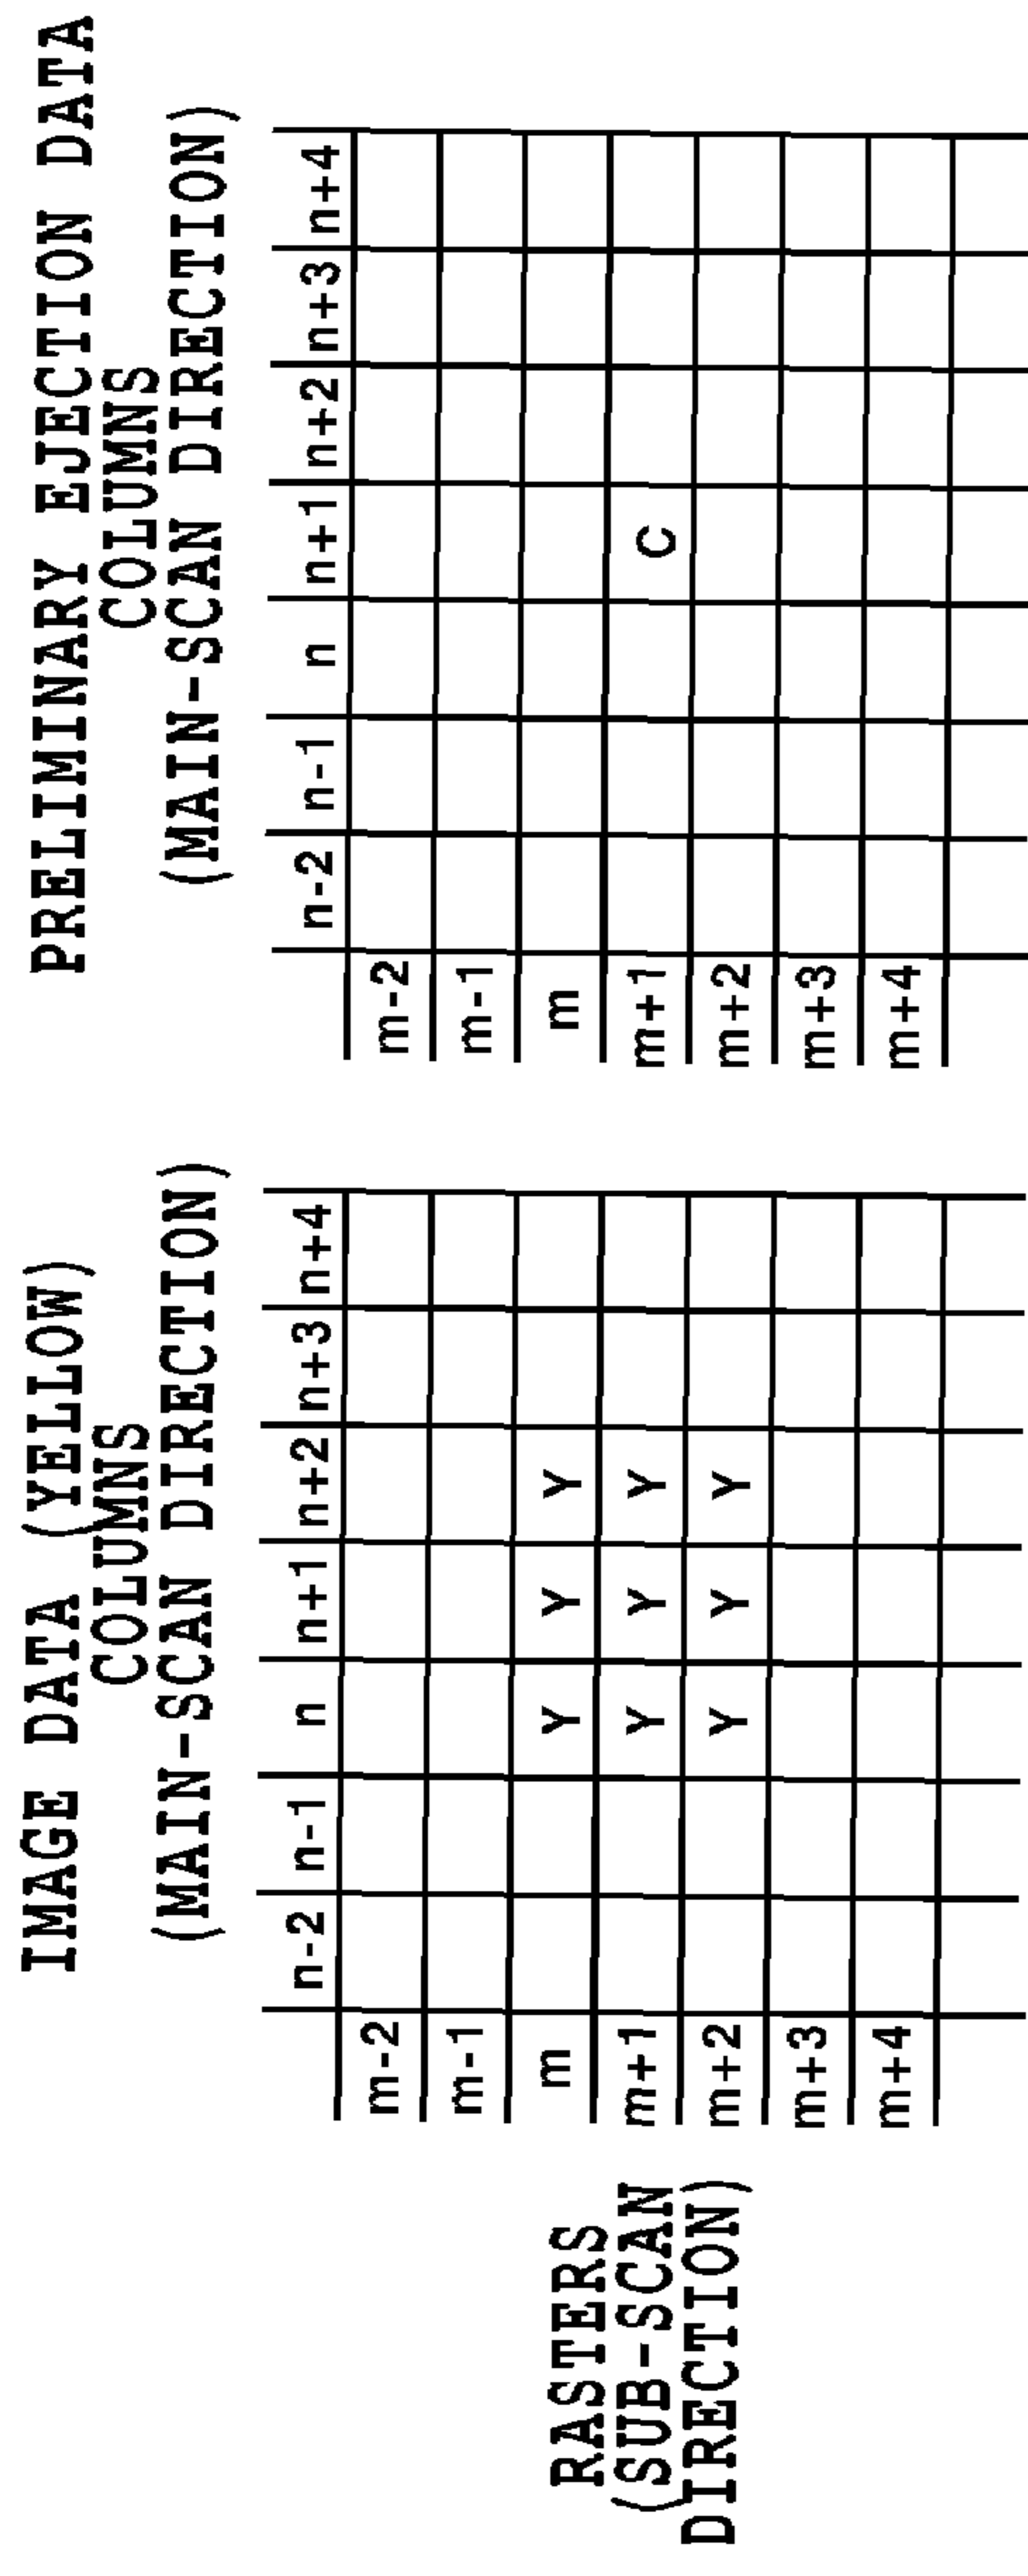 IMAGE DATA (YELLOW)
COLUMNS
(MAIN-SCAN DIRECTION)
n-2 n-1 n n+1 n+2 n+3 n+4
m-2
m-1
m Y Y Y
m+1 Y Y Y
m+2 Y Y Y
m+3
m+4
RASTERS
(SUB-SCAN
DIRECTION)
PRELIMINARY EJECTION DATA
COLUMNS
(MAIN-SCAN DIRECTION)
n-2 n-1 n n+1 n+2 n+3 n+4
m-2
m-1
m
m+1 C
m+2
m+3
m+4